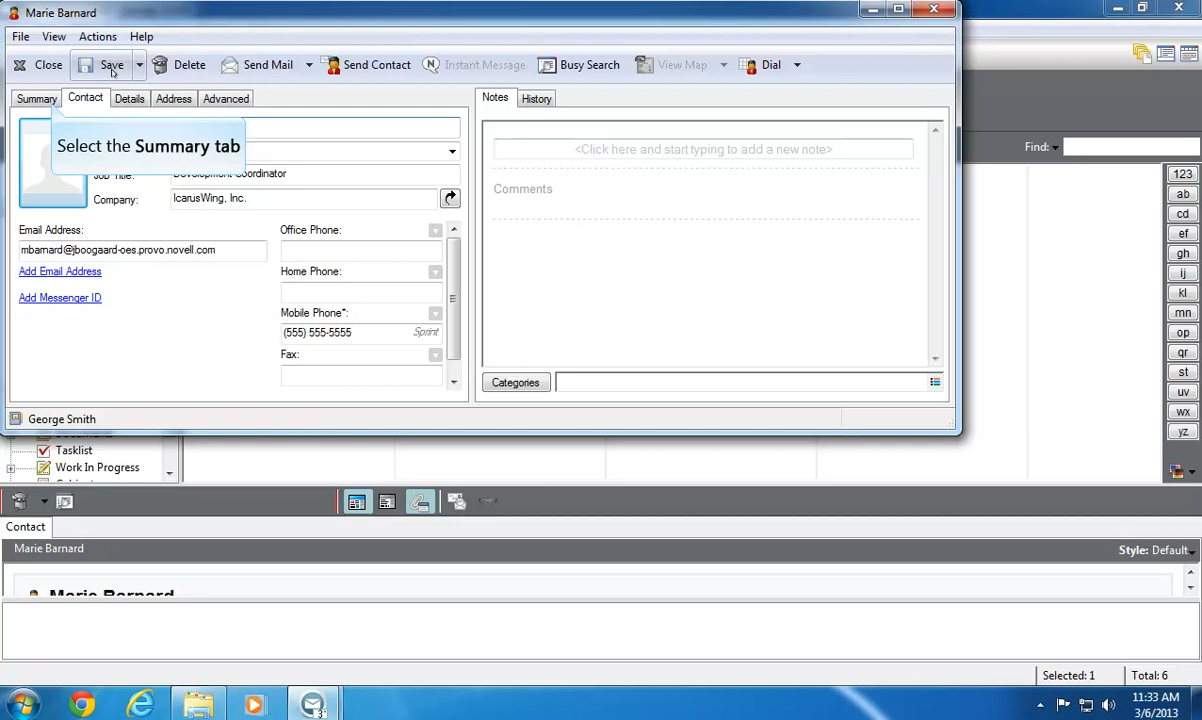 Marie Barnard
File View Actions Help
Close Save Delete Send Mail Send Contact Instant Message Busy Search View Map Dial
Summary Contact Details Address Advanced
Notes History
Find:
Select the Summary tab
<Click here and start typing to add a new note>
Job Title: Development Coordinator
Company: IcarusWing, Inc.
Comments
Email Address:
mbarnard@jboogaard-oes.provo.novell.com
Add Email Address
Add Messenger ID
Office Phone:
Home Phone:
Mobile Phone*:
(555) 555-5555 Sprint
Fax:
Categories
George Smith
123
ab
cd
ef
gh
ij
kl
mn
op
qr
st
uv
wx
yz
Tasklist
Work In Progress
Contact
Marie Barnard
Style: Default
Marie Barnard
Selected: 1 Total: 6
11:33 AM
3/6/2013